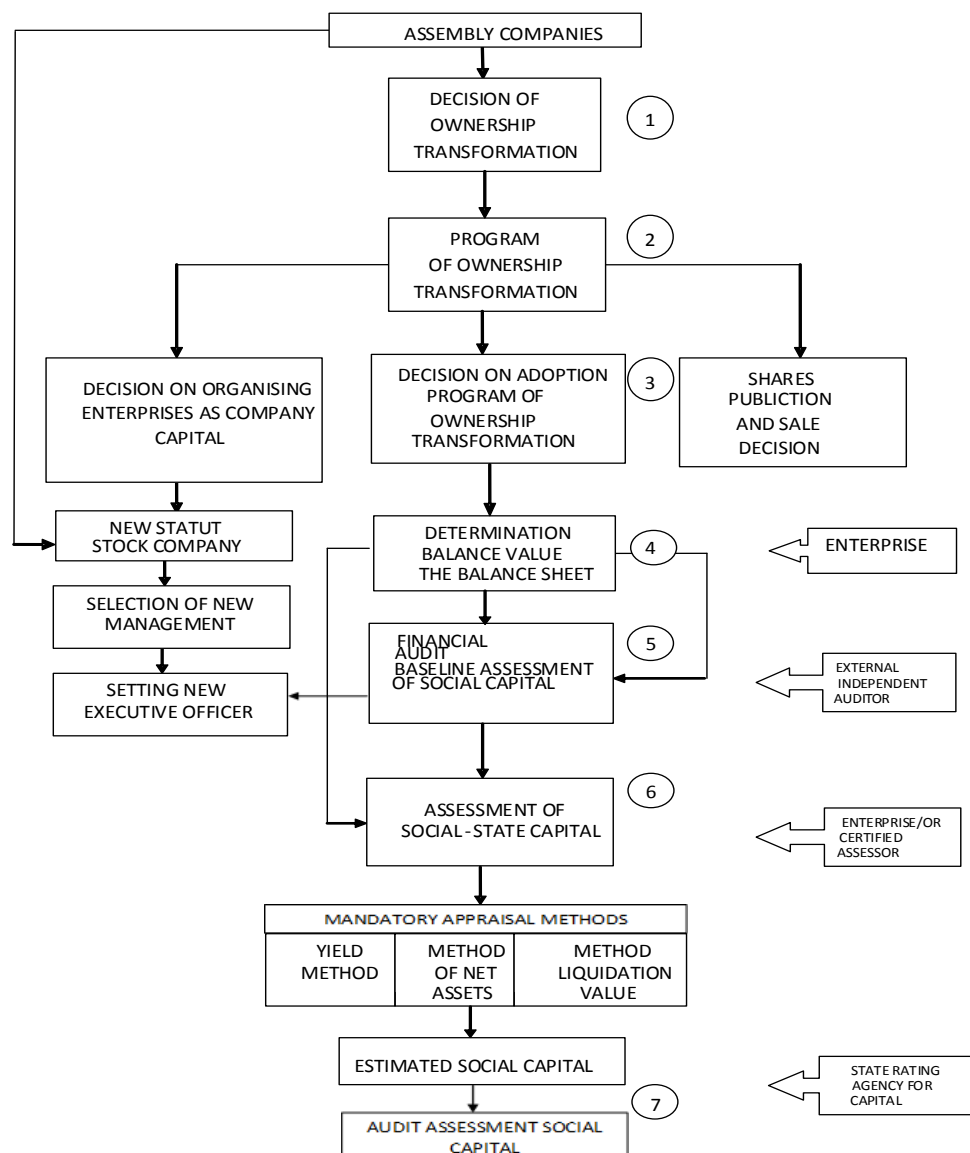 ASSEMBLY COMPANIES
DECISION OF
OWNERSHIP
TRANSFORMATION
1
PROGRAM
OF OWNERSHIP
TRANSFORMATION
2
DECISION ON ORGANISING
ENTERPRISES AS COMPANY
CAPITAL
DECISION ON ADOPTION
PROGRAM OF
OWNERSHIP
TRANSFORMATION
3
SHARES
PUBLICTION
AND SALE
DECISION
NEW STATUT
STOCK COMPANY
DETERMINATION
BALANCE VALUE
THE BALANCE SHEET
4
ENTERPRISE
SELECTION OF NEW
MANAGEMENT
FINANCIAL
AUDIT
BASELINE ASSESSMENT
OF SOCIAL CAPITAL
5
EXTERNAL
INDEPENDENT
AUDITOR
SETTING NEW
EXECUTIVE OFFICER
ASSESSMENT OF
SOCIAL-STATE CAPITAL
6
ENTERPRISE/OR
CERTIFIED
ASSESSOR
MANDATORY APPRAISAL METHODS
YIELD
METHOD
METHOD
OF NET
ASSETS
METHOD
LIQUIDATION
VALUE
ESTIMATED SOCIAL CAPITAL
STATE RATING
AGENCY FOR
CAPITAL
7
AUDIT ASSESSMENT SOCIAL
CAPITAL